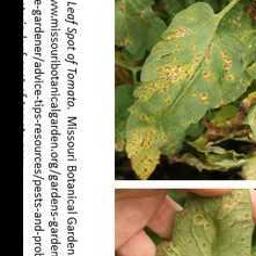 Leaf Spot of Tomato. Missouri Botanical Garden
www.missouribotanicalgarden.org/gardens-garden
e-gardener/advice-tips-resources/pests-and-prob